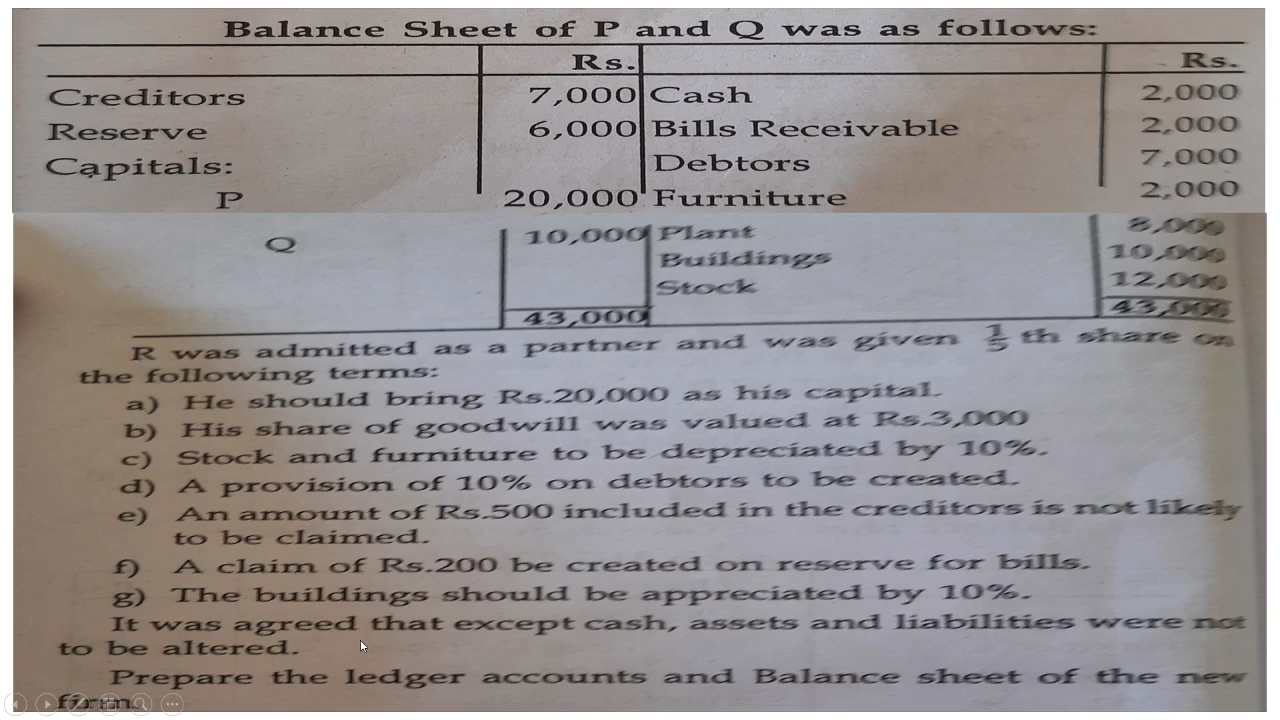 Balance Sheet of P and Q was as follows:
Rs. Rs.
Creditors 7,000 Cash 2,000
Reserve 6,000 Bills Receivable 2,000
Capitals: Debtors 7,000
P 20,000 Furniture 2,000
Q 10,000 Plant 8,000
Buildings 10,000
Stock 12,000
43,000 43,000
R was admitted as a partner and was given 1/5 th share on
the following terms:
a) He should bring Rs.20,000 as his capital.
b) His share of goodwill was valued at Rs.3,000
c) Stock and furniture to be depreciated by 10%.
d) A provision of 10% on debtors to be created.
e) An amount of Rs.500 included in the creditors is not likely
to be claimed.
f) A claim of Rs.200 be created on reserve for bills.
g) The buildings should be appreciated by 10%.
It was agreed that except cash, assets and liabilities were not
to be altered.
Prepare the ledger accounts and Balance sheet of the new
firm.